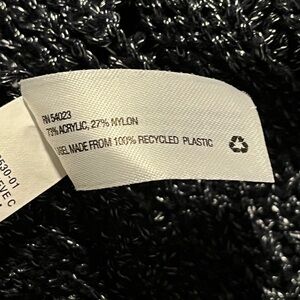 RN 54023
73% ACRYLIC, 27% NYLON
LABEL MADE FROM 100% RECYCLED PLASTIC